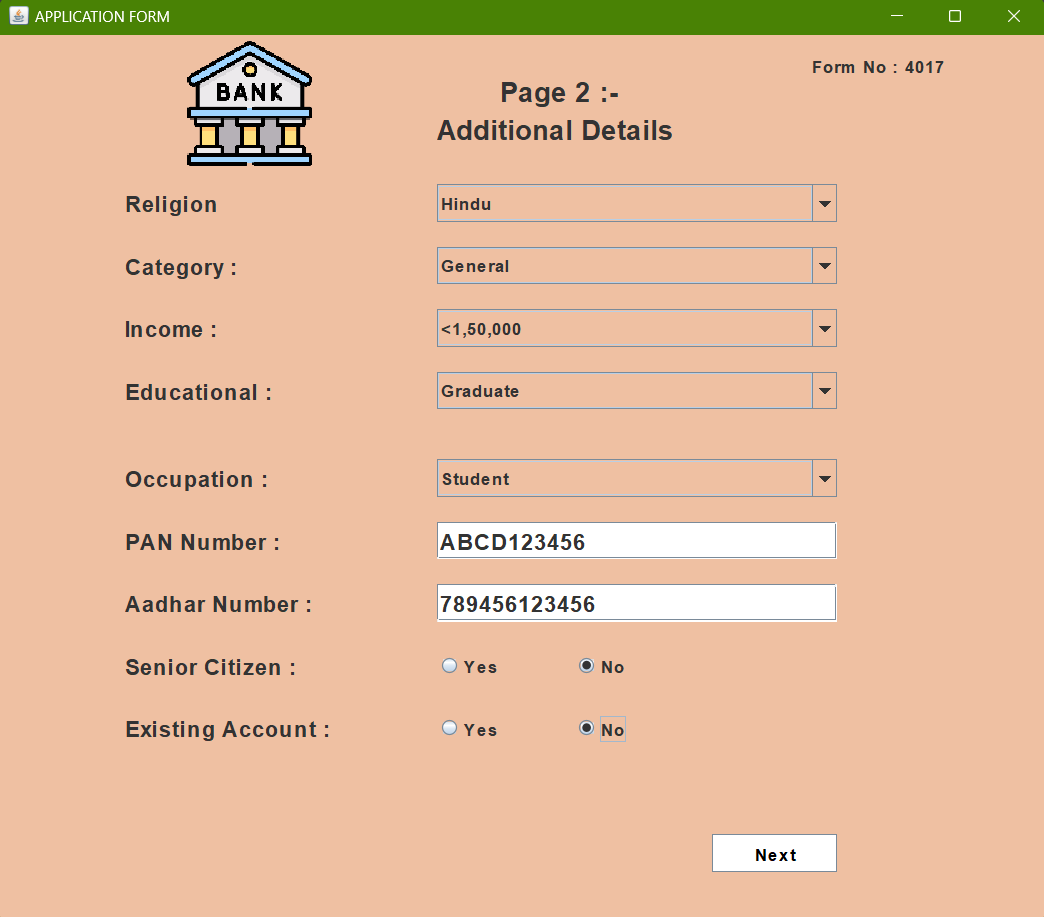 APPLICATION FORM
BANK
Form No : 4017
Page 2 :-
Additional Details
Religion
Hindu
Category :
General
Income :
<1,50,000
Educational :
Graduate
Occupation :
Student
PAN Number :
ABCD123456
Aadhar Number :
789456123456
Senior Citizen :
Yes No
Existing Account :
Yes No
Next